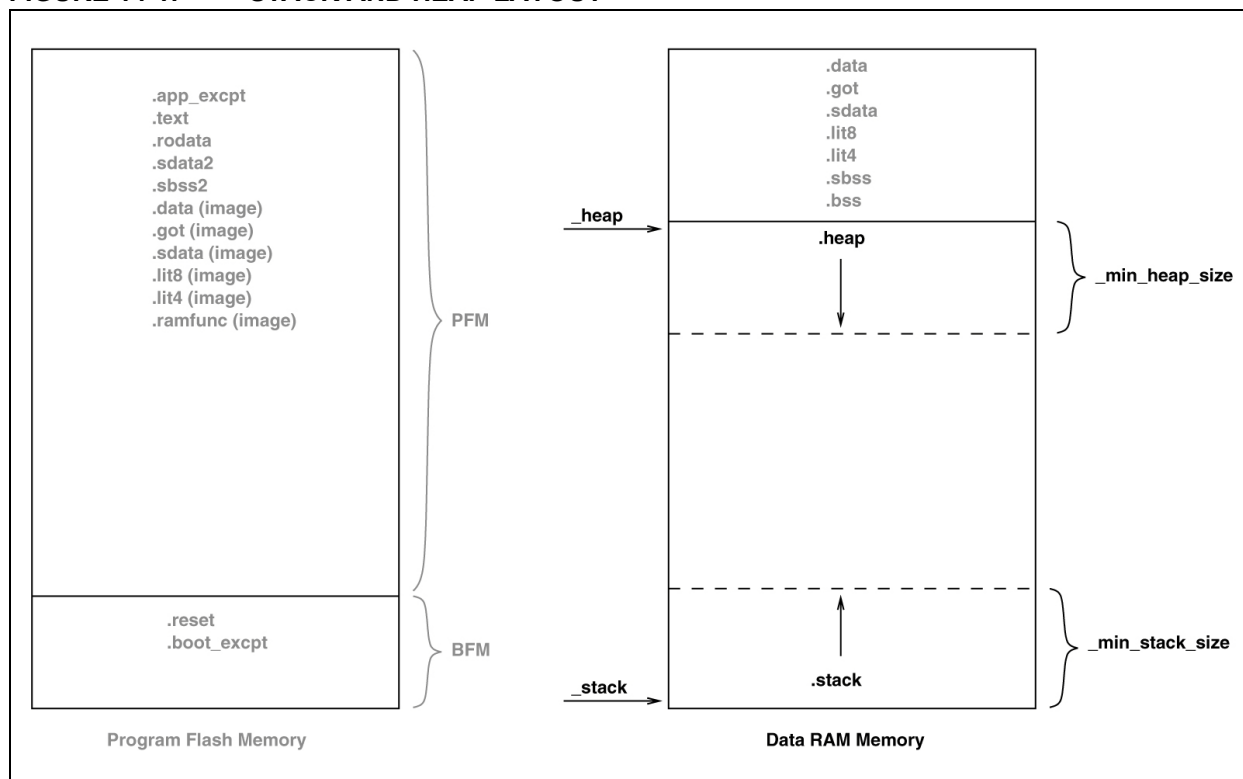 .app_excpt
.text
.rodata
.sdata2
.sbss2
.data (image)
.got (image)
.sdata (image)
.lit8 (image)
.lit4 (image)
.ramfunc (image)
PFM
.reset
.boot_excpt
BFM
Program Flash Memory
.data
.got
.sdata
.lit8
.lit4
.sbss
.bss
_heap
.heap
_min_heap_size
_min_stack_size
.stack
_stack
Data RAM Memory